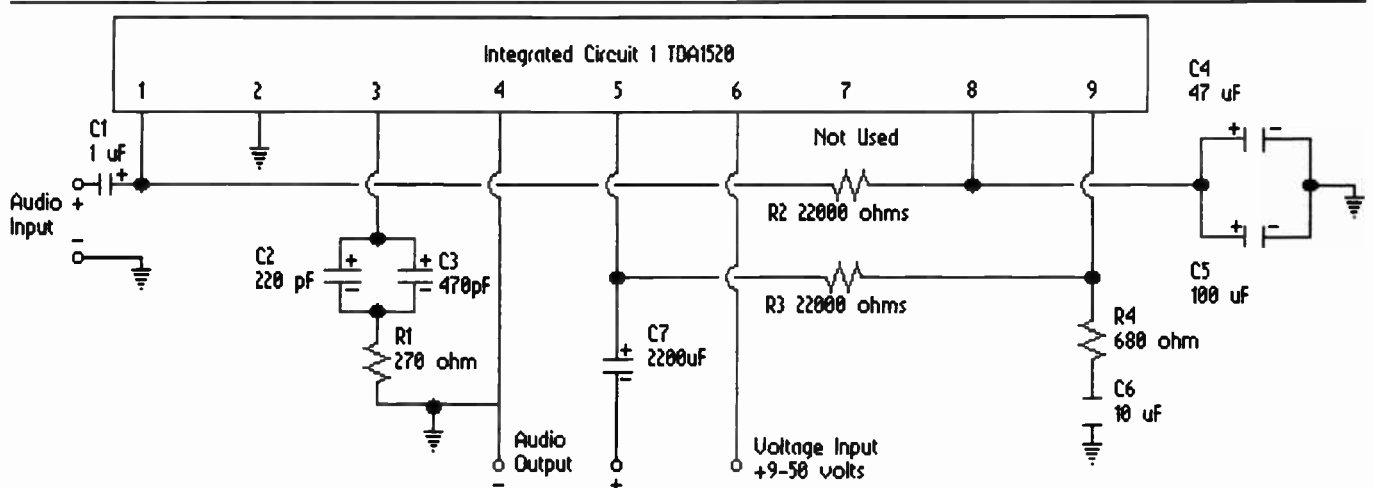 Integrated Circuit 1 TDA1520
1 2 3 4 5 6 7 8 9
C4
47 uF
Not Used
C1
1 uF
+
+ -
Audio +
Input
-
R2 22000 ohms
+ -
C5
100 uF
C2
220 pF
+
-
+
-
C3
470pF
R3 22000 ohms
R1
270 ohm
C7
2200uF
+
-
R4
680 ohm
C6
10 uF
Audio
Output
-
+
Voltage Input
+9-50 volts